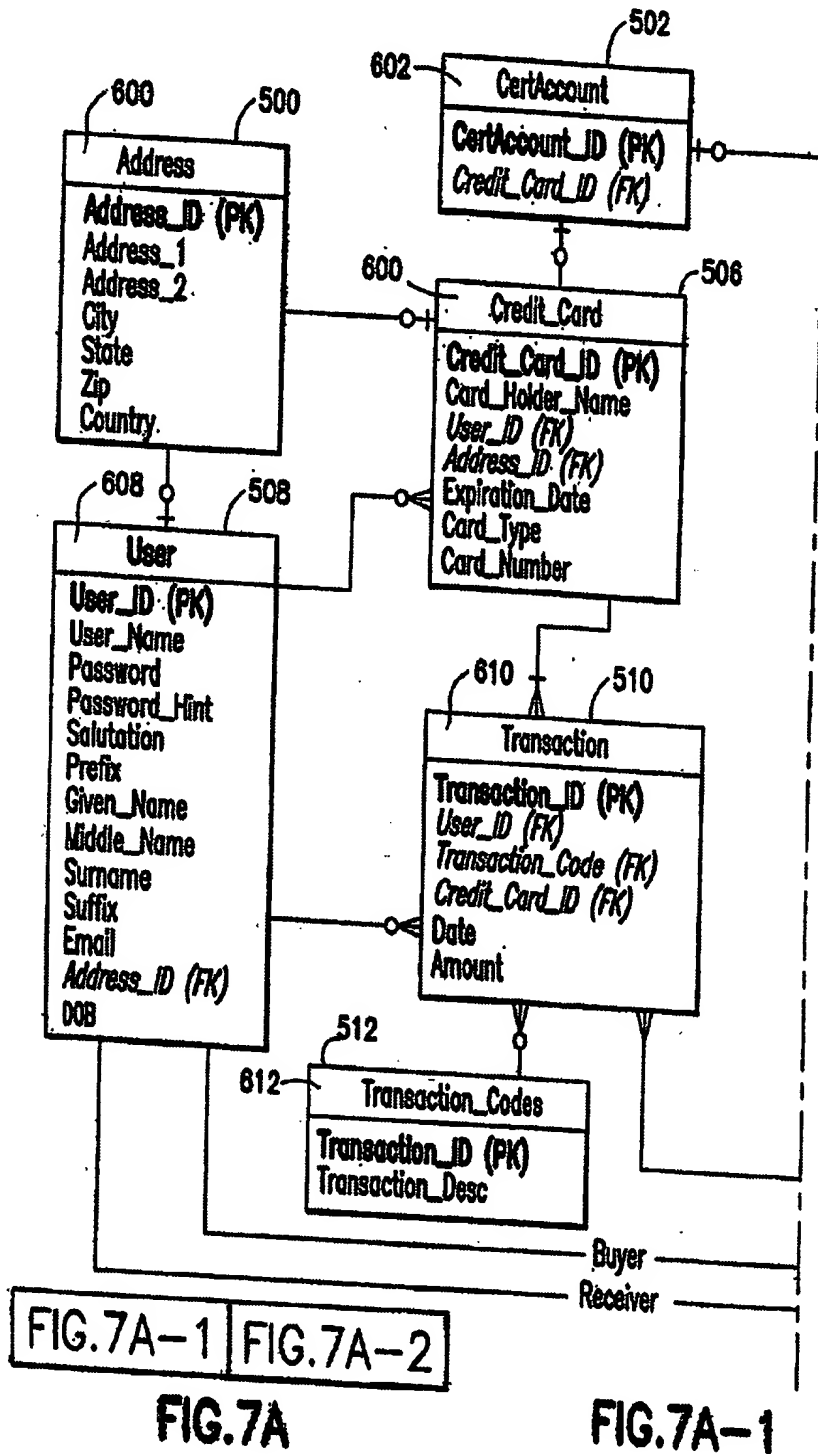 502
602
CertAccount
CertAccount_ID (PK)
Credit_Card_ID (FK)
600
500
Address
Address_ID (PK)
Address_1
Address_2
City
State
Zip
Country
600
506
Credit_Card
Credit_Card_ID (PK)
Card_Holder_Name
User_ID (FK)
Address_ID (FK)
Expiration_Date
Card_Type
Card_Number
608
508
User
User_ID (PK)
User_Name
Password
Password_Hint
Salutation
Prefix
Given_Name
Middle_Name
Surname
Suffix
Email
Address_ID (FK)
DOB
610
510
Transaction
Transaction_ID (PK)
User_ID (FK)
Transaction_Code (FK)
Credit_Card_ID (FK)
Date
Amount
512
612
Transaction_Codes
Transaction_ID (PK)
Transaction_Desc
Buyer
Receiver
FIG.7A-1
FIG.7A-2
FIG.7A
FIG.7A-1